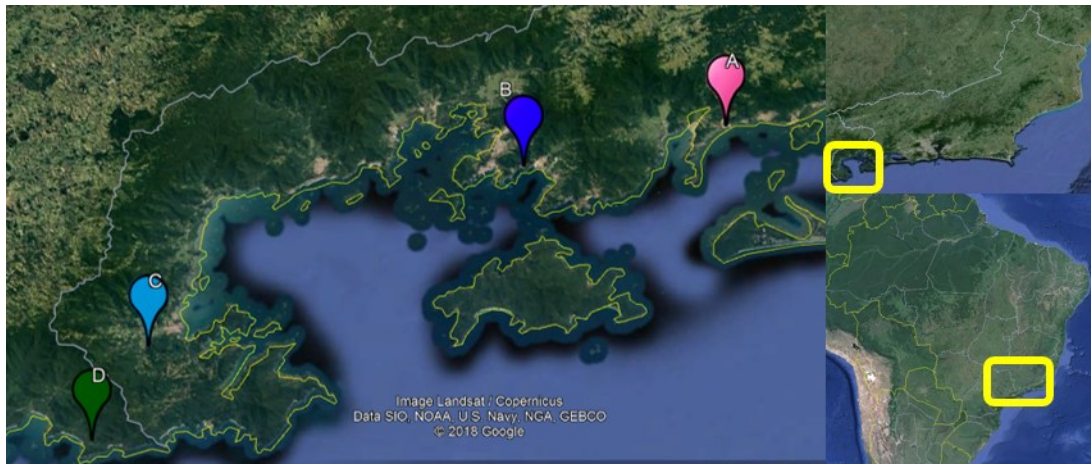 A
B
C
D
Image Landsat / Copernicus
Data SIO, NOAA, U.S. Navy, NGA, GEBCO
© 2018 Google